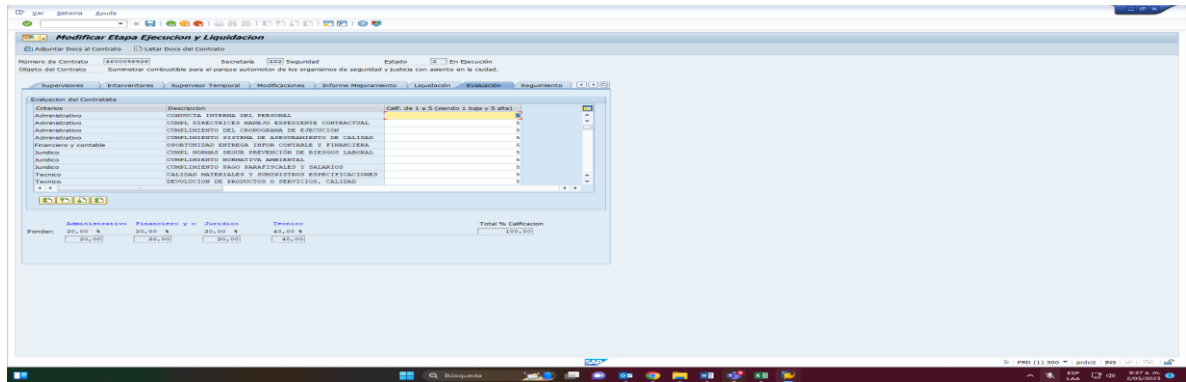 Ver Sistema Ayuda
Modificar Etapa Ejecucion y Liquidacion
Adjuntar Docs al Contrato Listar Docs del Contrato
Número de Contrato 4600096926 Secretaría 222 Seguridad Estado 2 En Ejecución
Objeto del Contrato Suministrar combustible para el parque automotor de los organismos de seguridad y justicia con asiento en la ciudad.
Supervisores Interventores Supervisor Temporal Modificaciones Informe Mejoramiento Liquidación Evaluación Seguimiento
Evaluacion del Contratista
Criterios Descripcion Calif. de 1 a 5 (siendo 1 baja y 5 alta)
Administrativo CONDUCTA INTERNA DEL PERSONAL
Administrativo CUMPL DIRECTRICES MANEJO EXPEDIENTE CONTRACTUAL 5
Administrativo CUMPLIMIENTO DEL CRONOGRAMA DE EJECUCION 5
Administrativo CUMPLIMIENTO SISTEMA DE ASEGURAMIENTO DE CALIDAD 5
Financiero y contable OPORTUNIDAD ENTREGA INFOR CONTABLE Y FINANCIERA 5
Juridico CUMPL NORMAS SEGUR PREVENCIÓN DE RIESGOS LABORAL 5
Juridico CUMPLIMIENTO NORMATIVA AMBIENTAL 5
Juridico CUMPLIMIENTO PAGO PARAFISCALES Y SALARIOS 5
Tecnico CALIDAD MATERIALES Y SUMINISTROS ESPECIFICACIONES 5
Tecnico DEVOLUCION DE PRODUCTOS O SERVICIOS, CALIDAD 5
Administrativo Financiero y c Juridico Tecnico Total % Calificacion
Ponder: 20,00 % 20,00 % 20,00 % 40,00 % 100,00
20,00 20,00 20,00 40,00
SAP
PRD (1) 300 INS
Búsqueda
ESP 9:37 a. m.
LAA 2/05/2023